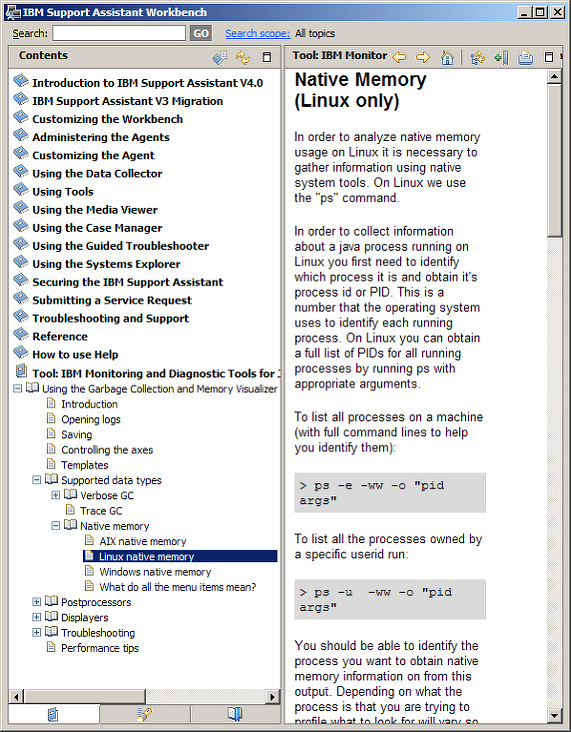 IBM Support Assistant Workbench
Search:
GO
Search scope: All topics
Contents
Introduction to IBM Support Assistant V4.0
IBM Support Assistant V3 Migration
Customizing the Workbench
Administering the Agents
Customizing the Agent
Using the Data Collector
Using Tools
Using the Media Viewer
Using the Case Manager
Using the Guided Troubleshooter
Using the Systems Explorer
Securing the IBM Support Assistant
Submitting a Service Request
Troubleshooting and Support
Reference
How to use Help
Tool: IBM Monitoring and Diagnostic Tools for J
Using the Garbage Collection and Memory Visualizer
Introduction
Opening logs
Saving
Controlling the axes
Templates
Supported data types
Verbose GC
Trace GC
Native memory
AIX native memory
Linux native memory
Windows native memory
What do all the menu items mean?
Postprocessors
Displayers
Troubleshooting
Performance tips
Tool: IBM Monitor
Native Memory
(Linux only)
In order to analyze native memory
usage on Linux it is necessary to
gather information using native
system tools. On Linux we use
the "ps" command.
In order to collect information
about a java process running on
Linux you first need to identify
which process it is and obtain it's
process id or PID. This is a
number that the operating system
uses to identify each running
process. On Linux you can obtain
a full list of PIDs for all running
processes by running ps with
appropriate arguments.
To list all processes on a machine
(with full command lines to help
you identify them):
> ps -e -ww -o "pid
args"
To list all the processes owned by
a specific userid run:
> ps -u  -ww -o "pid
args"
You should be able to identify the
process you want to obtain native
memory information on from this
output. Depending on what the
process is that you are trying to
profile what to look for will vary so